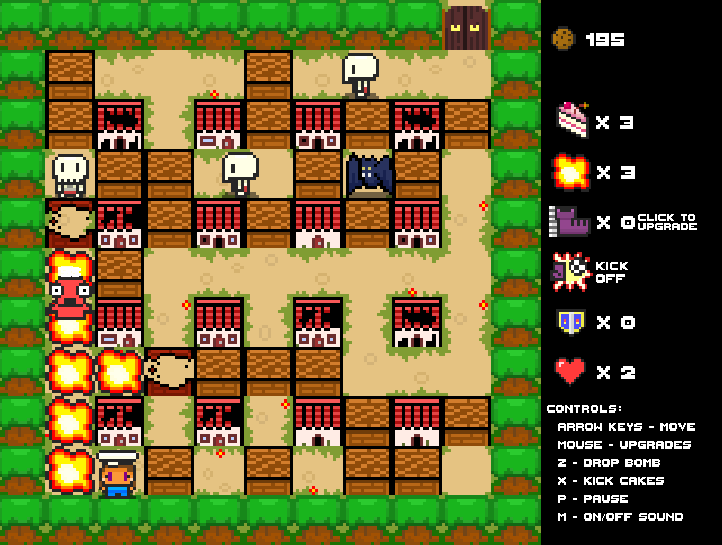 195
X 3
X 3
X 0 CLICK TO
UPGRADE
KICK
OFF
X 0
X 2
CONTROLS:
ARROW KEYS - MOVE
MOUSE - UPGRADES
Z - DROP BOMB
X - KICK CAKES
P - PAUSE
M - ON/OFF SOUND